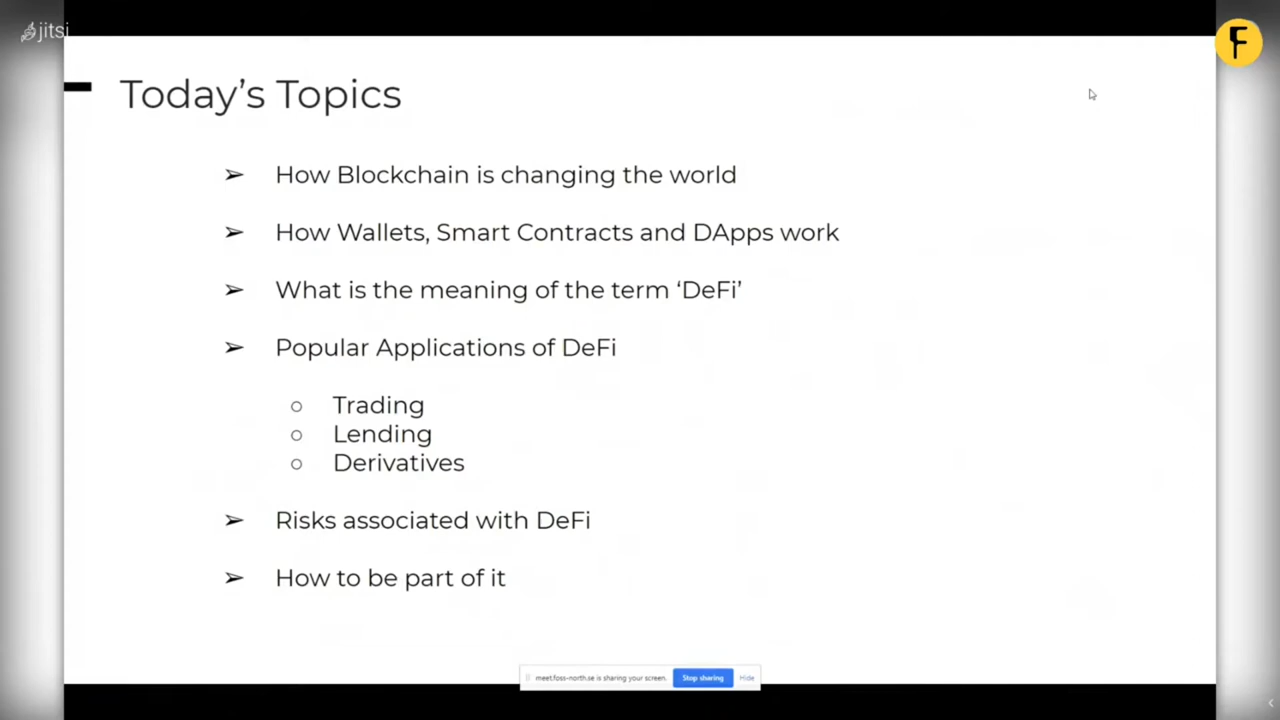 jitsi
F
Today's Topics
➢ How Blockchain is changing the world
➢ How Wallets, Smart Contracts and DApps work
➢ What is the meaning of the term ‘DeFi’
➢ Popular Applications of DeFi
○ Trading
○ Lending
○ Derivatives
➢ Risks associated with DeFi
➢ How to be part of it
meet.foss-north.se is sharing your screen. Stop sharing Hide